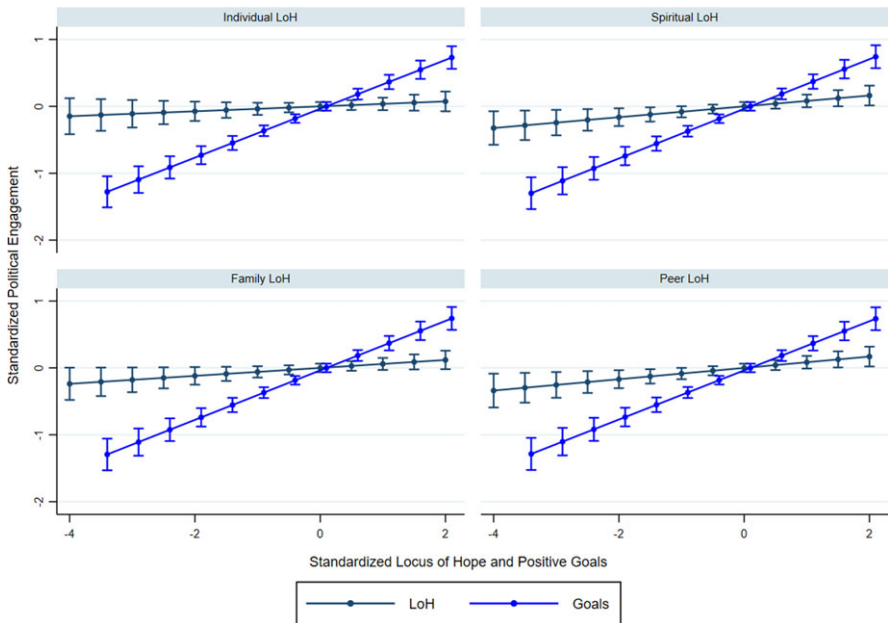 Individual LoH
Spiritual LoH
1
0
-1
-2
Family LoH
Peer LoH
1
0
-1
-2
-4
-2
0
2
-4
-2
0
2
Standardized Political Engagement
Standardized Locus of Hope and Positive Goals
LoH
Goals